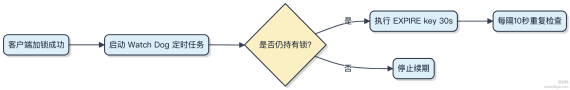 客户端加锁成功
启动 Watch Dog 定时任务
是否仍持有锁?
是
执行 EXPIRE key 30s
每隔10秒重复检查
否
停止续期